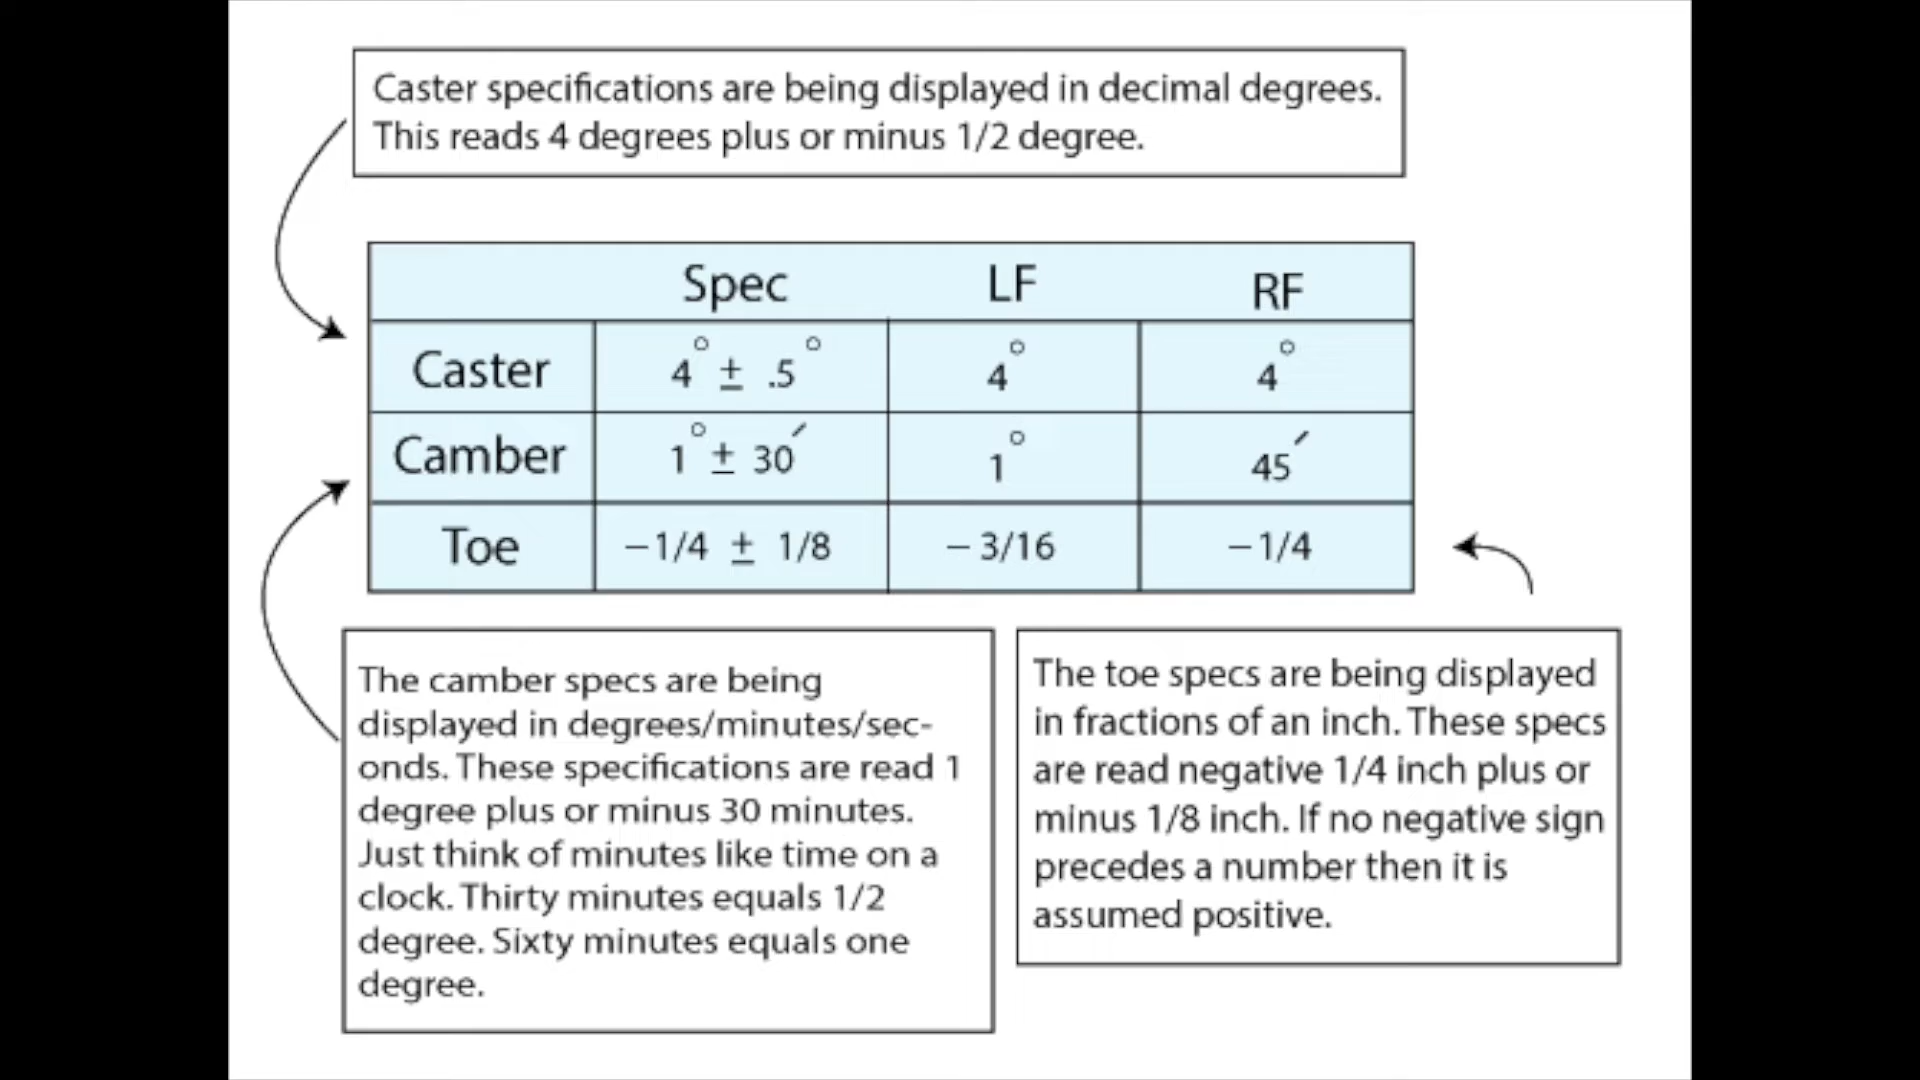 Caster specifications are being displayed in decimal degrees.
This reads 4 degrees plus or minus 1/2 degree.
Spec LF RF
Caster 4° ± .5° 4° 4°
Camber 1° ± 30′ 1° 45′
Toe −1/4 ± 1/8 − 3/16 −1/4
The camber specs are being
displayed in degrees/minutes/sec-
onds. These specifications are read 1
degree plus or minus 30 minutes.
Just think of minutes like time on a
clock. Thirty minutes equals 1/2
degree. Sixty minutes equals one
degree.
The toe specs are being displayed
in fractions of an inch. These specs
are read negative 1/4 inch plus or
minus 1/8 inch. If no negative sign
precedes a number then it is
assumed positive.